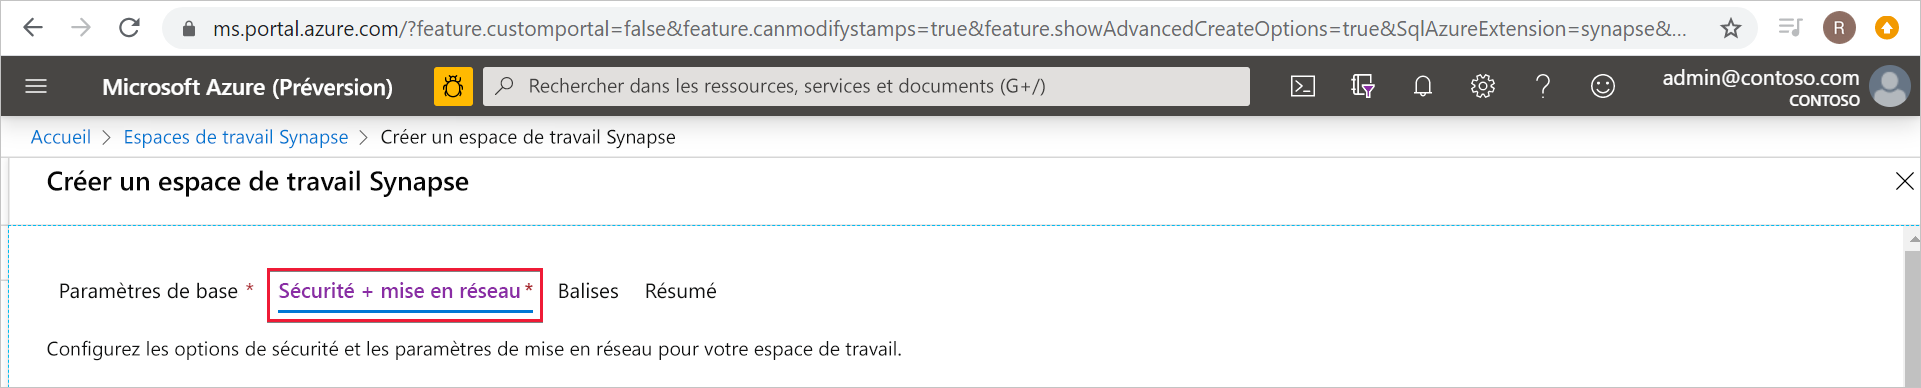 ms.portal.azure.com/?feature.customportal=false&feature.canmodifystamps=true&feature.showAdvancedCreateOptions=true&SqlAzureExtension=synapse&...
R
Microsoft Azure (Préversion)
Rechercher dans les ressources, services et documents (G+/)
admin@contoso.com
CONTOSO
Accueil > Espaces de travail Synapse > Créer un espace de travail Synapse
Créer un espace de travail Synapse
Paramètres de base * Sécurité + mise en réseau * Balises Résumé
Configurez les options de sécurité et les paramètres de mise en réseau pour votre espace de travail.